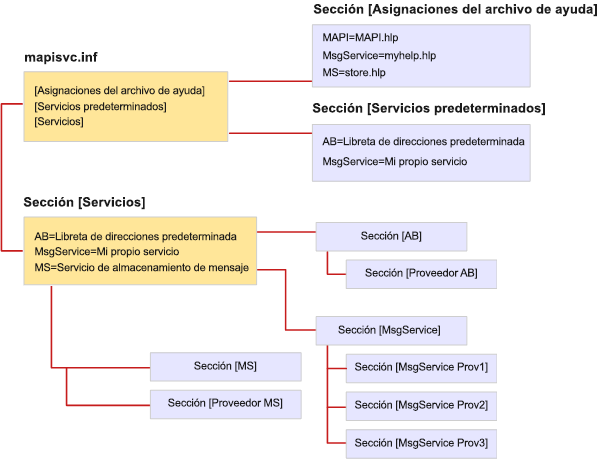 Sección [Asignaciones del archivo de ayuda]
MAPI=MAPI.hlp
MsgService=myhelp.hlp
MS=store.hlp
mapisvc.inf
[Asignaciones del archivo de ayuda]
[Servicios predeterminados]
[Servicios]
Sección [Servicios predeterminados]
AB=Libreta de direcciones predeterminada
MsgService=Mi propio servicio
Sección [Servicios]
AB=Libreta de direcciones predeterminada
MsgService=Mi propio servicio
MS=Servicio de almacenamiento de mensaje
Sección [AB]
Sección [Proveedor AB]
Sección [MsgService]
Sección [MsgService Prov1]
Sección [MsgService Prov2]
Sección [MsgService Prov3]
Sección [MS]
Sección [Proveedor MS]